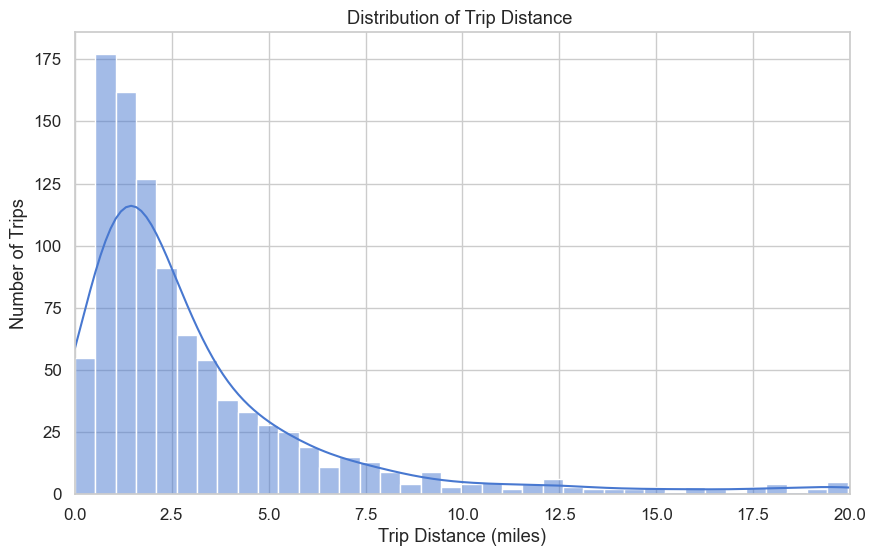 Distribution of Trip Distance
Number of Trips
175
150
125
100
75
50
25
0
0.0 2.5 5.0 7.5 10.0 12.5 15.0 17.5 20.0
Trip Distance (miles)